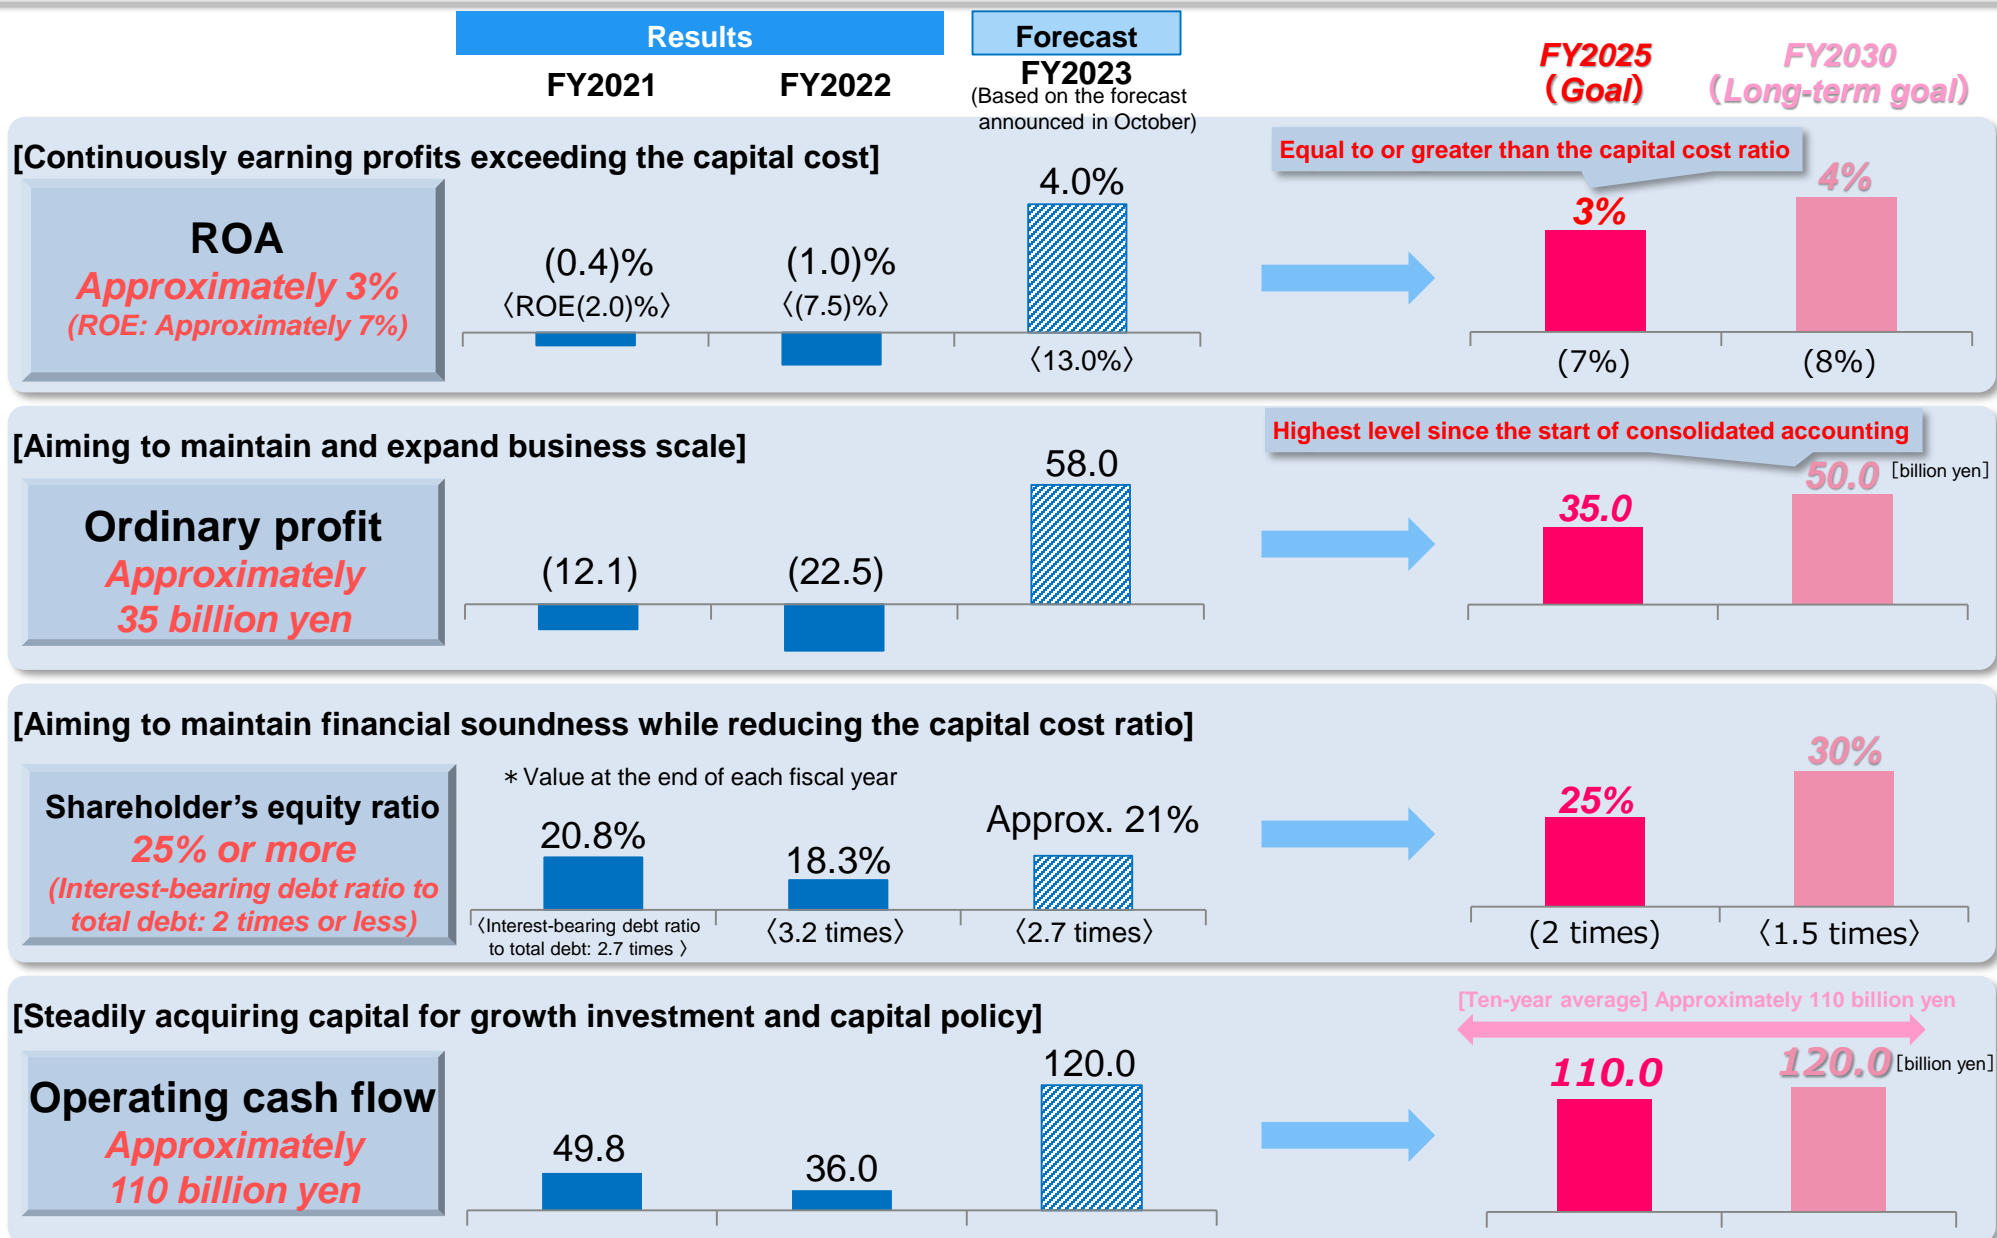 Results
Forecast
FY2021
FY2022
FY2023
(Based on the forecast
announced in October)
FY2025
（Goal）
FY2030
（Long-term goal）
[Continuously earning profits exceeding the capital cost]
Equal to or greater than the capital cost ratio
ROA
Approximately 3%
(ROE: Approximately 7%)
(0.4)%
〈ROE(2.0)%〉
(1.0)%
〈(7.5)%〉
4.0%
〈13.0%〉
3%
(7%)
4%
(8%)
[Aiming to maintain and expand business scale]
Highest level since the start of consolidated accounting
Ordinary profit
Approximately
35 billion yen
(12.1)
(22.5)
58.0
35.0
50.0 [billion yen]
[Aiming to maintain financial soundness while reducing the capital cost ratio]
＊Value at the end of each fiscal year
Shareholder’s equity ratio
25% or more
(Interest-bearing debt ratio to
total debt: 2 times or less)
20.8%
〈Interest-bearing debt ratio
to total debt: 2.7 times 〉
18.3%
〈3.2 times〉
Approx. 21%
〈2.7 times〉
25%
(2 times)
30%
〈1.5 times〉
[Steadily acquiring capital for growth investment and capital policy]
[Ten-year average] Approximately 110 billion yen
Operating cash flow
Approximately
110 billion yen
49.8
36.0
120.0
110.0
120.0 [billion yen]